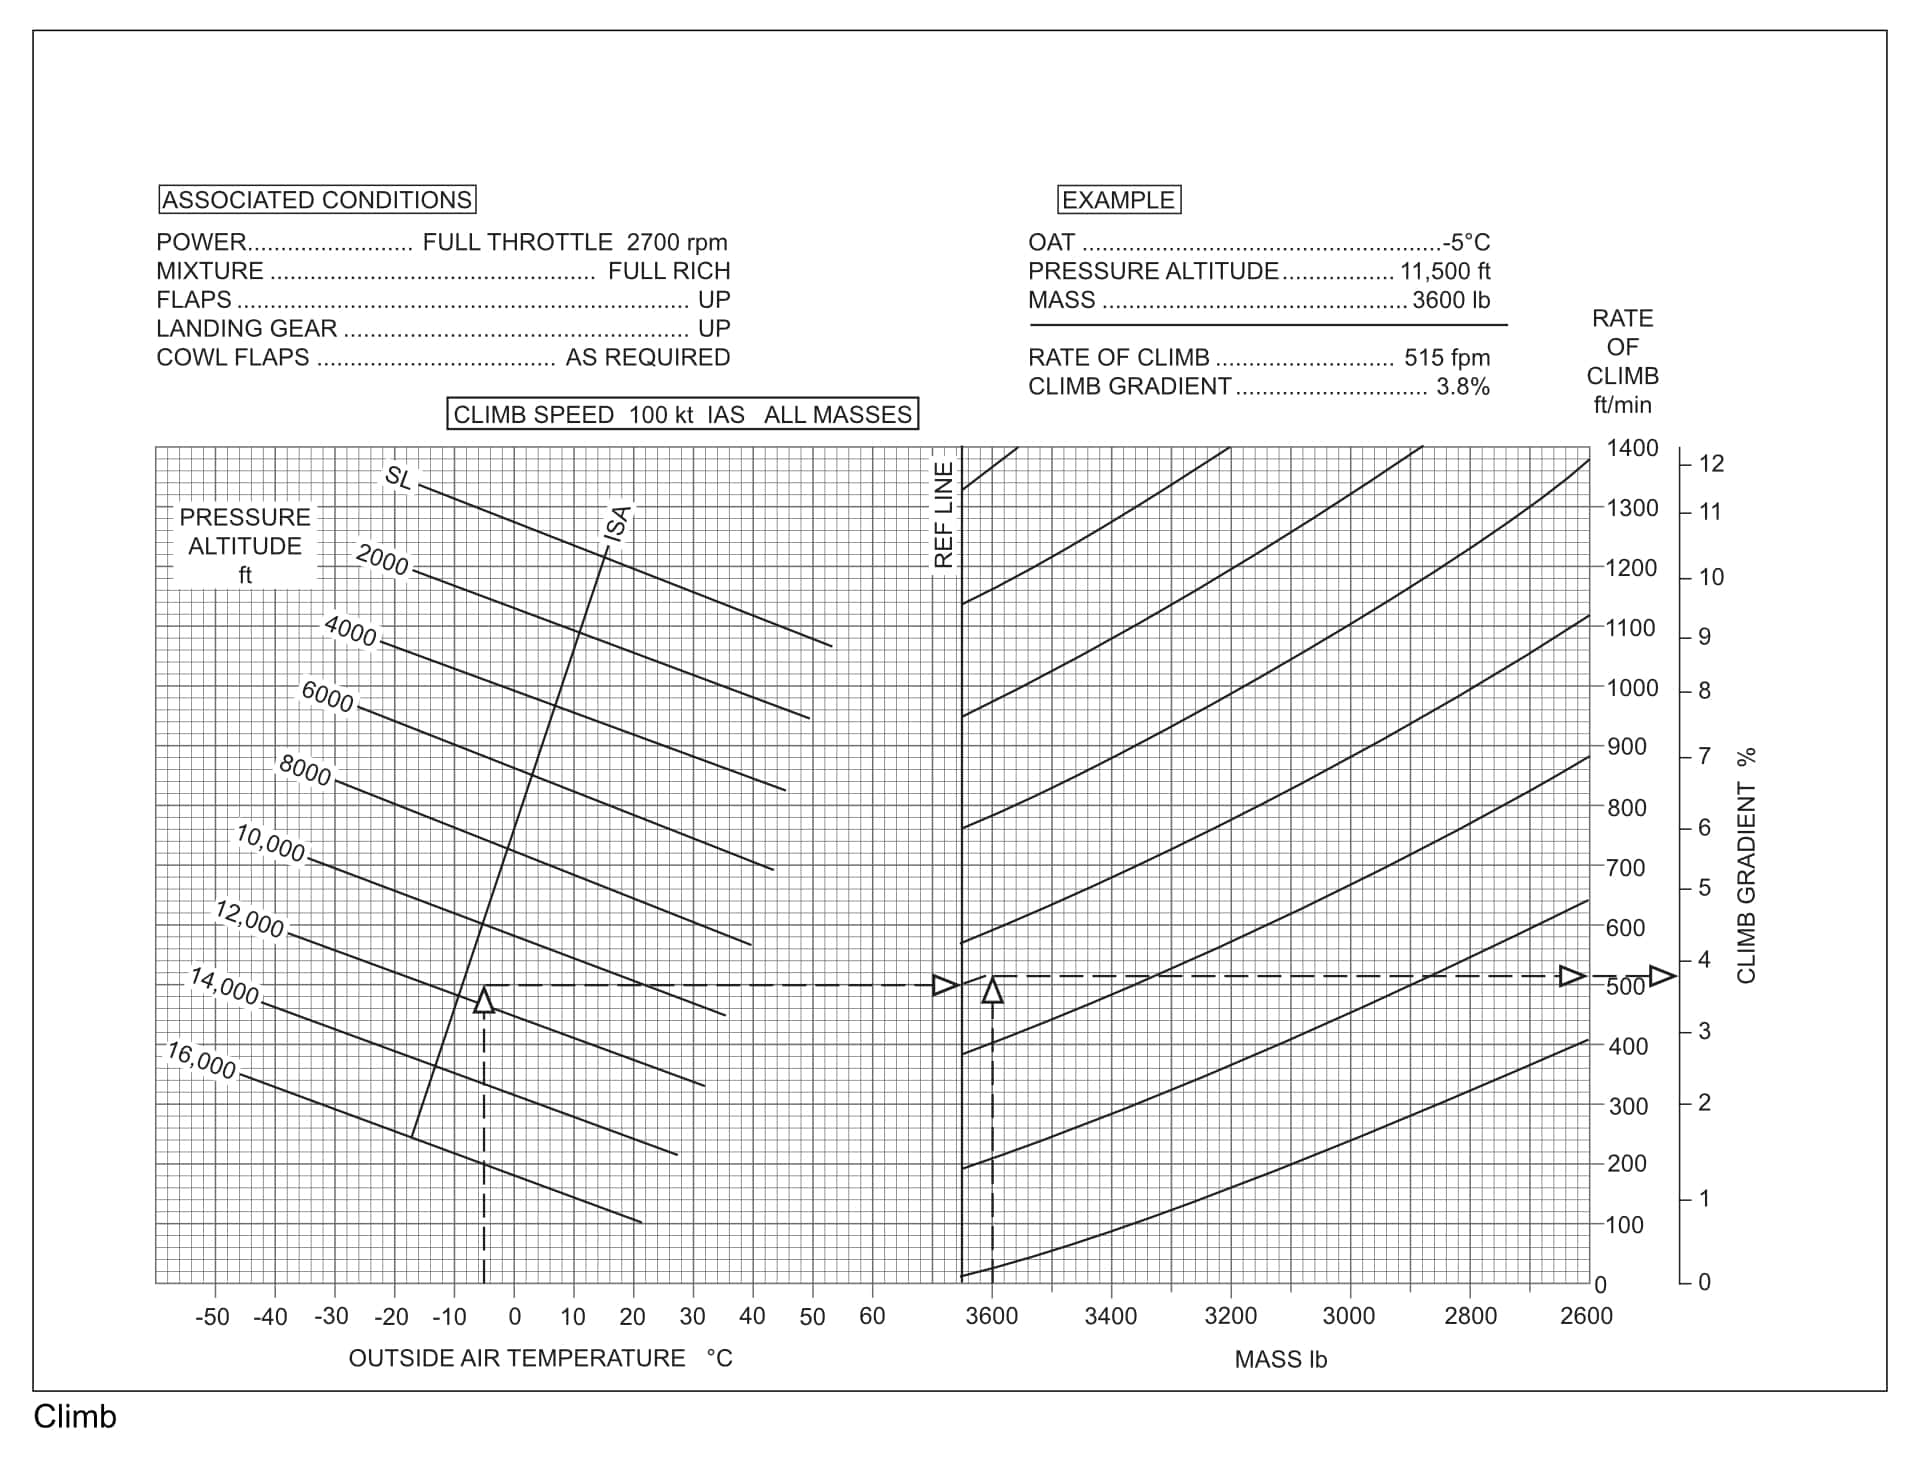 ASSOCIATED CONDITIONS
POWER......................... FULL THROTTLE 2700 rpm
MIXTURE ................................................. FULL RICH
FLAPS.................................................................... UP
LANDING GEAR .................................................... UP
COWL FLAPS .................................... AS REQUIRED
CLIMB SPEED 100 kt IAS ALL MASSES
EXAMPLE
OAT ......................................................-5°C
PRESSURE ALTITUDE................. 11,500 ft
MASS ..............................................3600 lb
RATE OF CLIMB........................... 515 fpm
CLIMB GRADIENT............................. 3.8%
RATE
OF
CLIMB
ft/min
PRESSURE
ALTITUDE
ft
SL
2000
4000
6000
8000
10,000
12,000
14,000
16,000
ISA
REF LINE
1400
1300
1200
1100
1000
900
800
700
600
500
400
300
200
100
0
12
11
10
9
8
7
6
5
4
3
2
1
0
CLIMB GRADIENT %
-50 -40 -30 -20 -10 0 10 20 30 40 50 60
3600 3400 3200 3000 2800 2600
OUTSIDE AIR TEMPERATURE °C
MASS lb
Climb